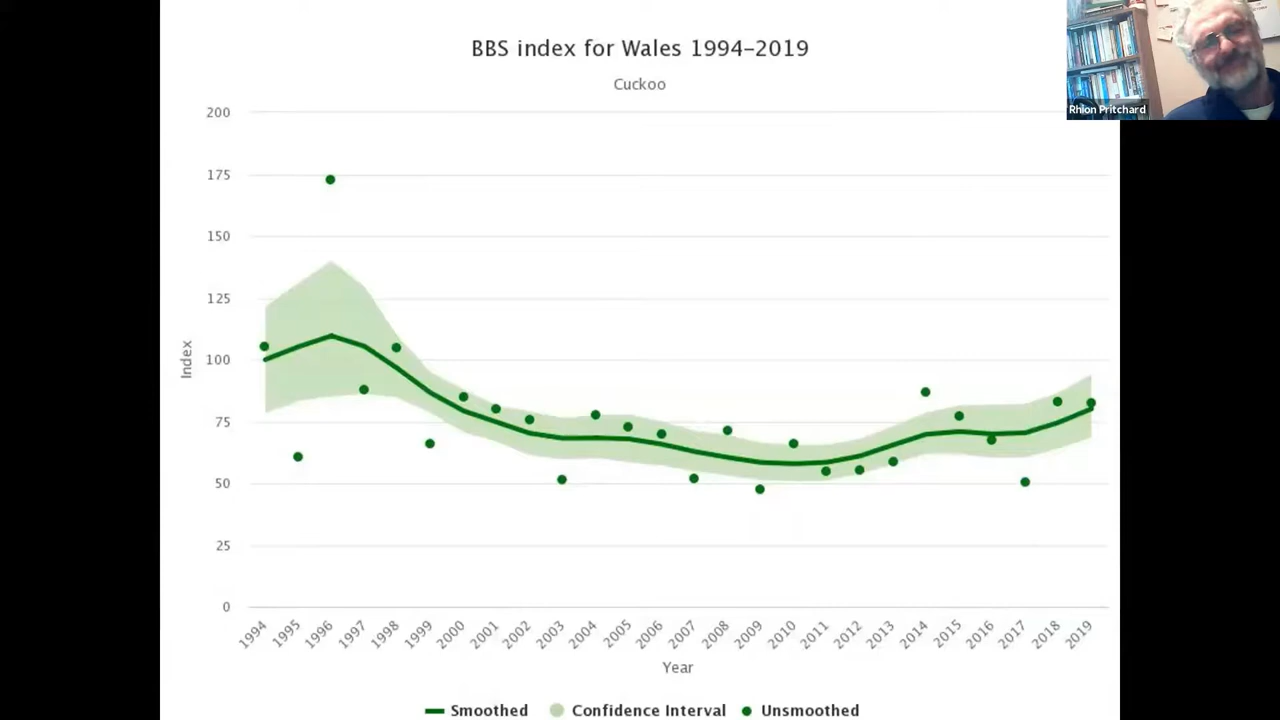 BBS index for Wales 1994–2019
Cuckoo
Rhion Pritchard
200
175
150
125
100
75
50
25
0
Index
1994 1995 1996 1997 1998 1999 2000 2001 2002 2003 2004 2005 2006 2007 2008 2009 2010 2011 2012 2013 2014 2015 2016 2017 2018 2019
Year
Smoothed Confidence Interval Unsmoothed